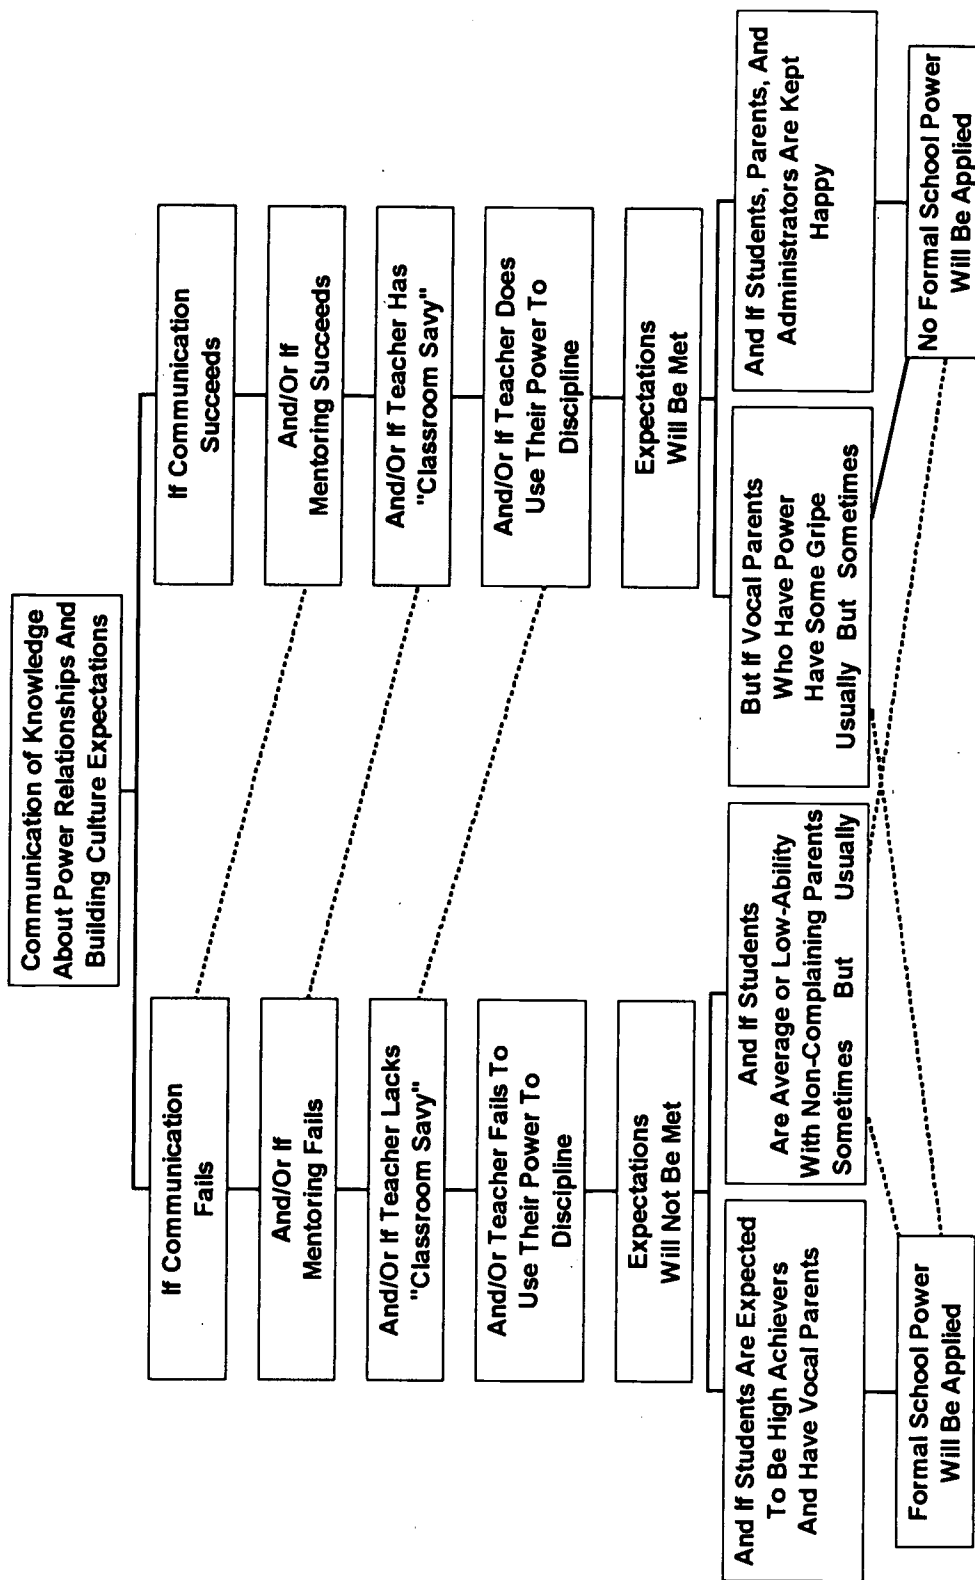 Communication of Knowledge
About Power Relationships And
Building Culture Expectations
If Communication
Fails
And/Or If
Mentoring Fails
And/Or If Teacher Lacks
"Classroom Savy"
And/Or Teacher Fails To
Use Their Power To
Discipline
Expectations
Will Not Be Met
And If Students Are Expected
To Be High Achievers
And Have Vocal Parents
And If Students
Are Average or Low-Ability
With Non-Complaining Parents
Sometimes But Usually
Formal School Power
Will Be Applied
If Communication
Succeeds
And/Or If
Mentoring Succeeds
And/Or If Teacher Has
"Classroom Savy"
And/Or If Teacher Does
Use Their Power To
Discipline
Expectations
Will Be Met
But If Vocal Parents
Who Have Power
Have Some Gripe
Usually But Sometimes
And If Students, Parents, And
Administrators Are Kept
Happy
No Formal School Power
Will Be Applied